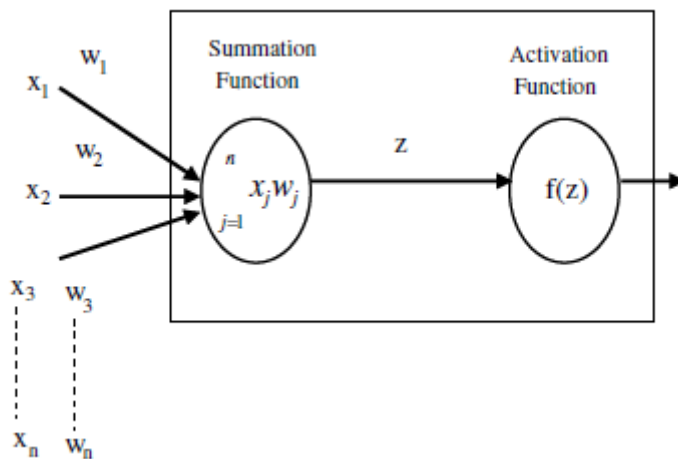 w1
Summation
Function
Activation
Function
x1
w2
z
n
xjwj
j=1
f(z)
x2
x3
w3
xn
wn